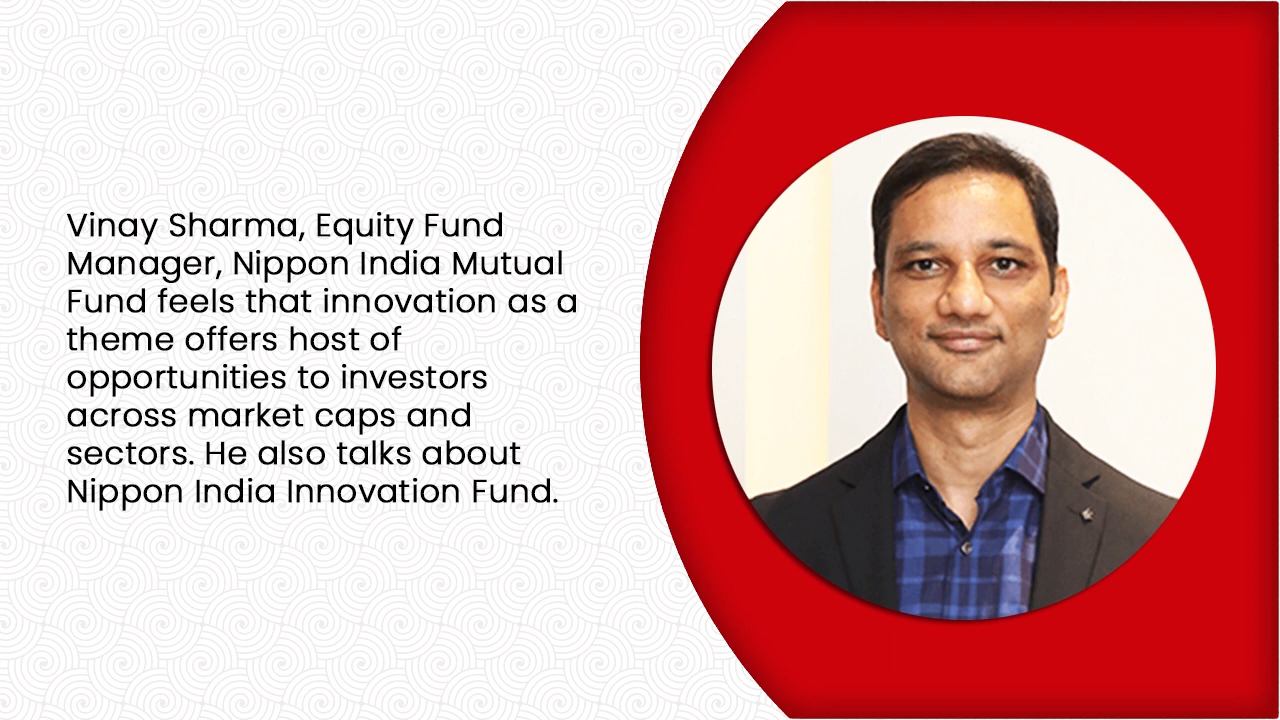 Vinay Sharma, Equity Fund
Manager, Nippon India Mutual
Fund feels that innovation as a
theme offers host of
opportunities to investors
across market caps and
sectors. He also talks about
Nippon India Innovation Fund.